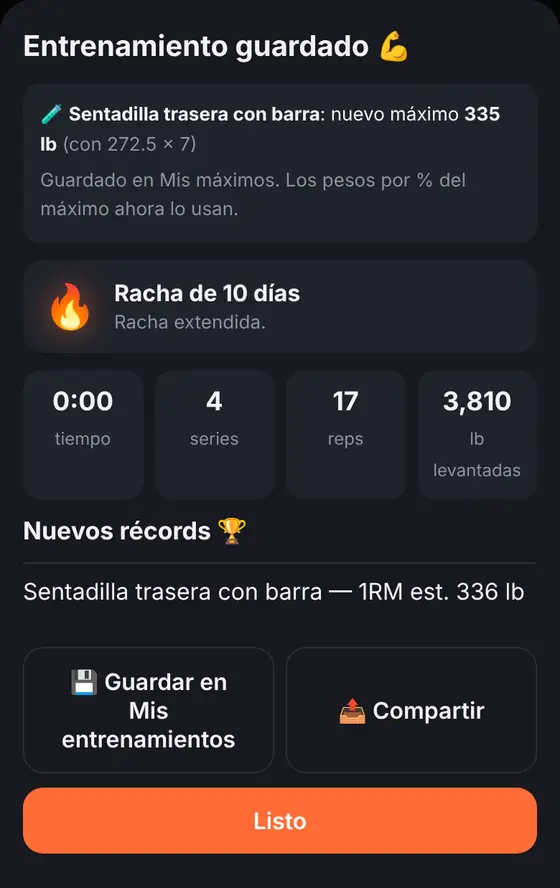 Entrenamiento guardado 💪
🧪 Sentadilla trasera con barra: nuevo máximo 335
lb (con 272.5 × 7)
Guardado en Mis máximos. Los pesos por % del
máximo ahora lo usan.
🔥 Racha de 10 días
Racha extendida.
0:00
tiempo
4
series
17
reps
3,810
lb
levantadas
Nuevos récords 🏆
Sentadilla trasera con barra — 1RM est. 336 lb
💾 Guardar en
Mis
entrenamientos
📤 Compartir
Listo